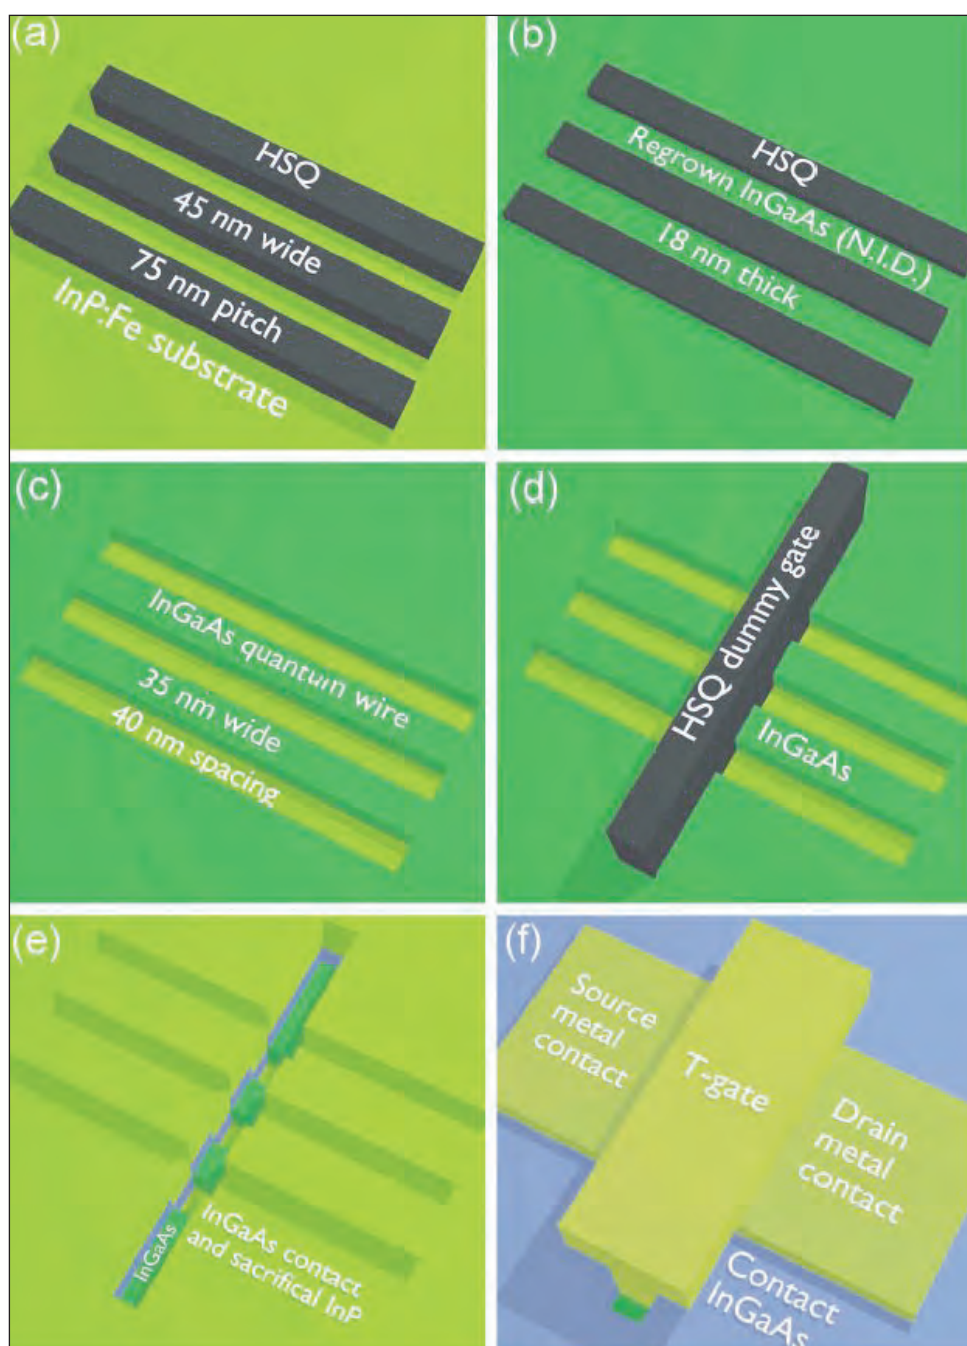 (a)
HSQ
45 nm wide
75 nm pitch
InP:Fe substrate
(b)
HSQ
Regrown InGaAs (N.I.D.)
18 nm thick
(c)
InGaAs quantum wire
35 nm wide
40 nm spacing
(d)
HSQ dummy gate
InGaAs
(e)
InGaAs
InGaAs contact
and sacrifical InP
(f)
Source
metal
contact
T-gate
Drain
metal
contact
Contact
InGaAs